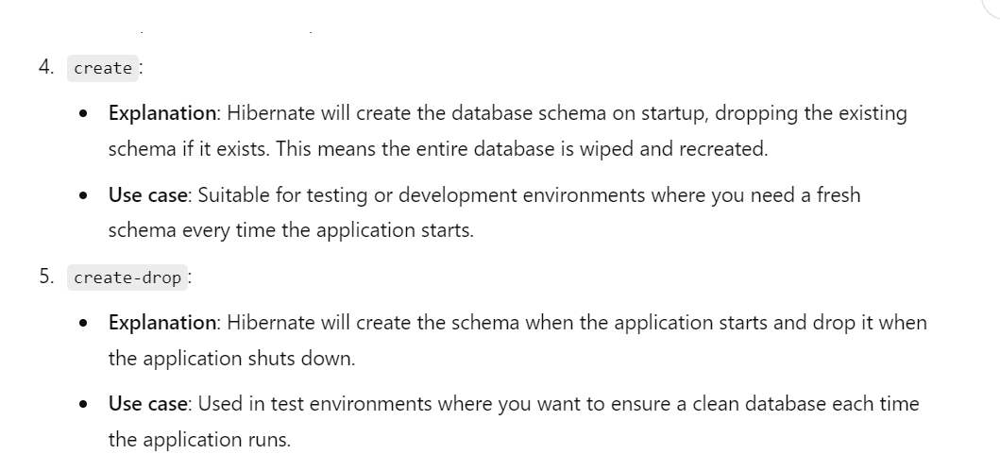 4. create:
• Explanation: Hibernate will create the database schema on startup, dropping the existing
schema if it exists. This means the entire database is wiped and recreated.
• Use case: Suitable for testing or development environments where you need a fresh
schema every time the application starts.
5. create-drop:
• Explanation: Hibernate will create the schema when the application starts and drop it when
the application shuts down.
• Use case: Used in test environments where you want to ensure a clean database each time
the application runs.